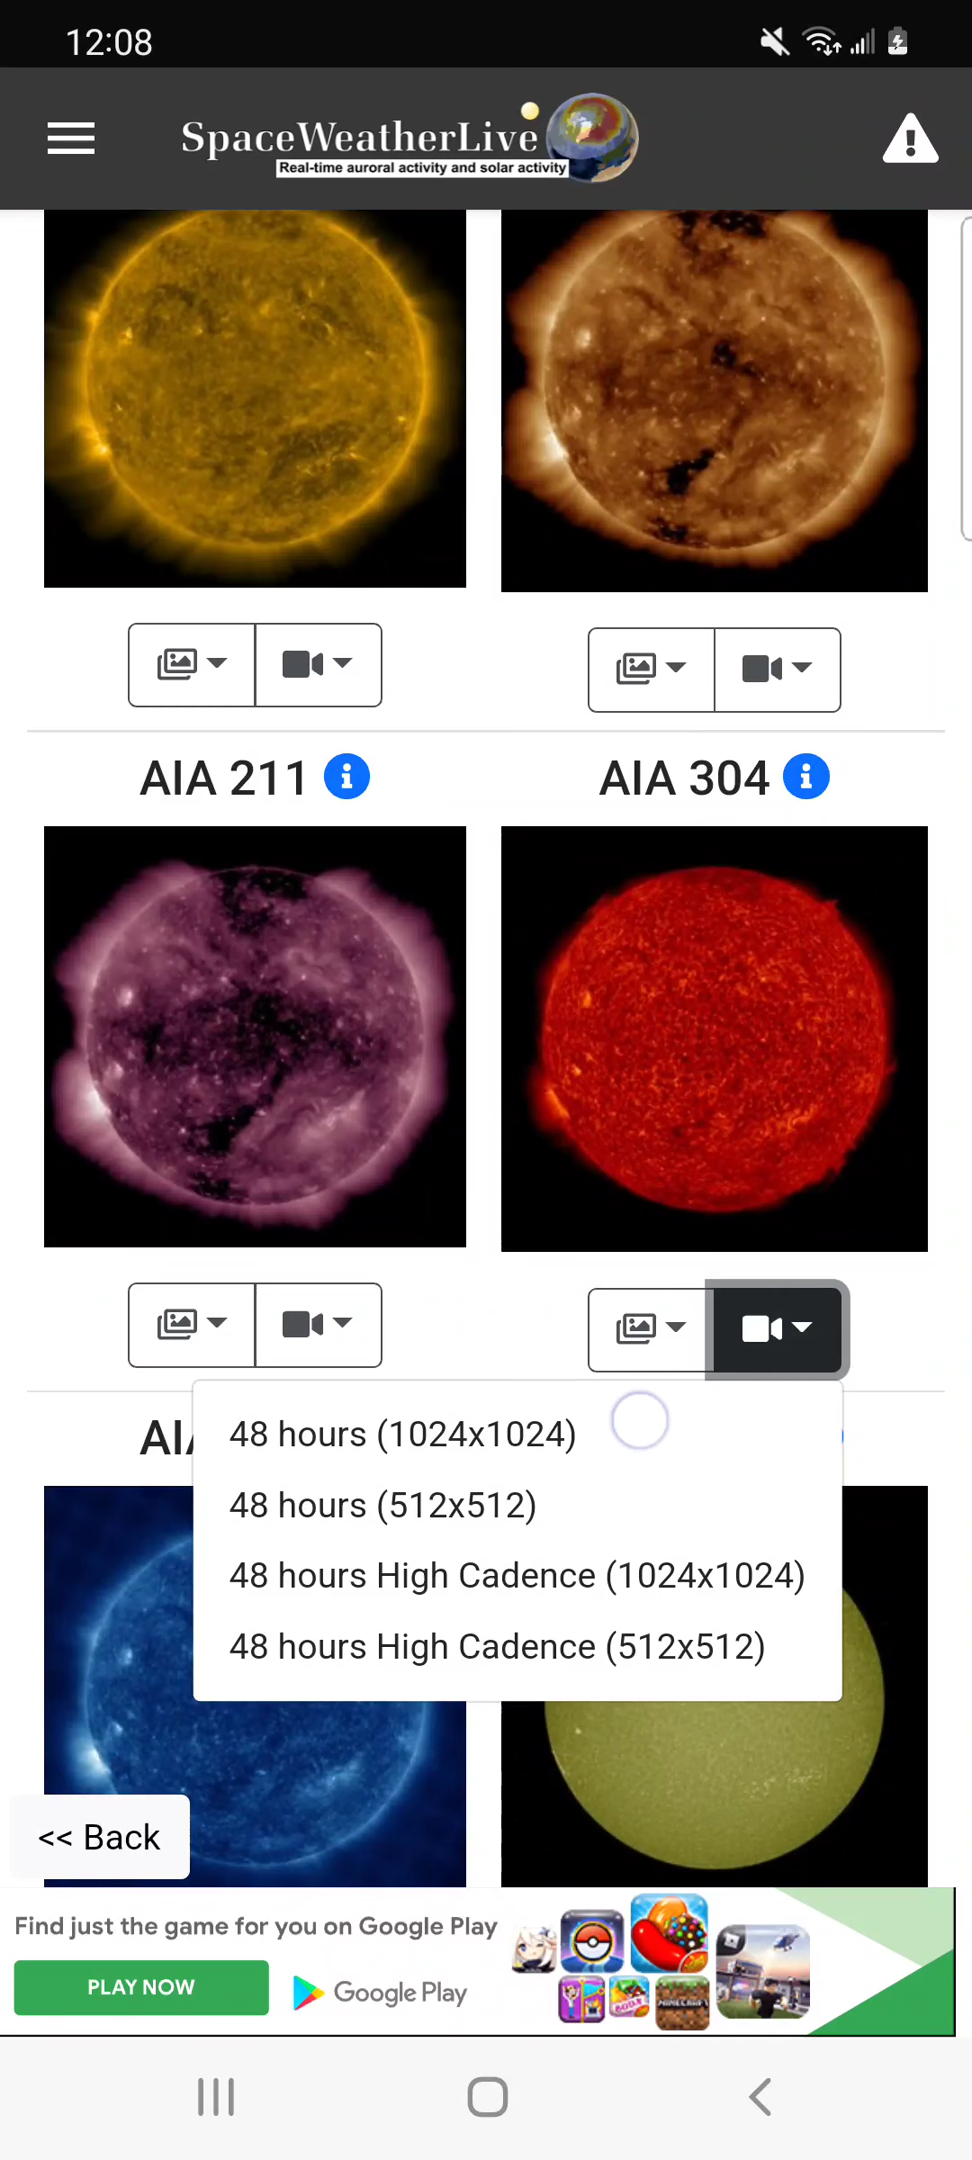 12:08
SpaceWeatherLive
Real-time auroral activity and solar activity
AIA 211
AIA 304
48 hours (1024x1024)
AI
48 hours (512x512)
48 hours High Cadence (1024x1024)
48 hours High Cadence (512x512)
<< Back
Find just the game for you on Google Play
PLAY NOW
Google Play